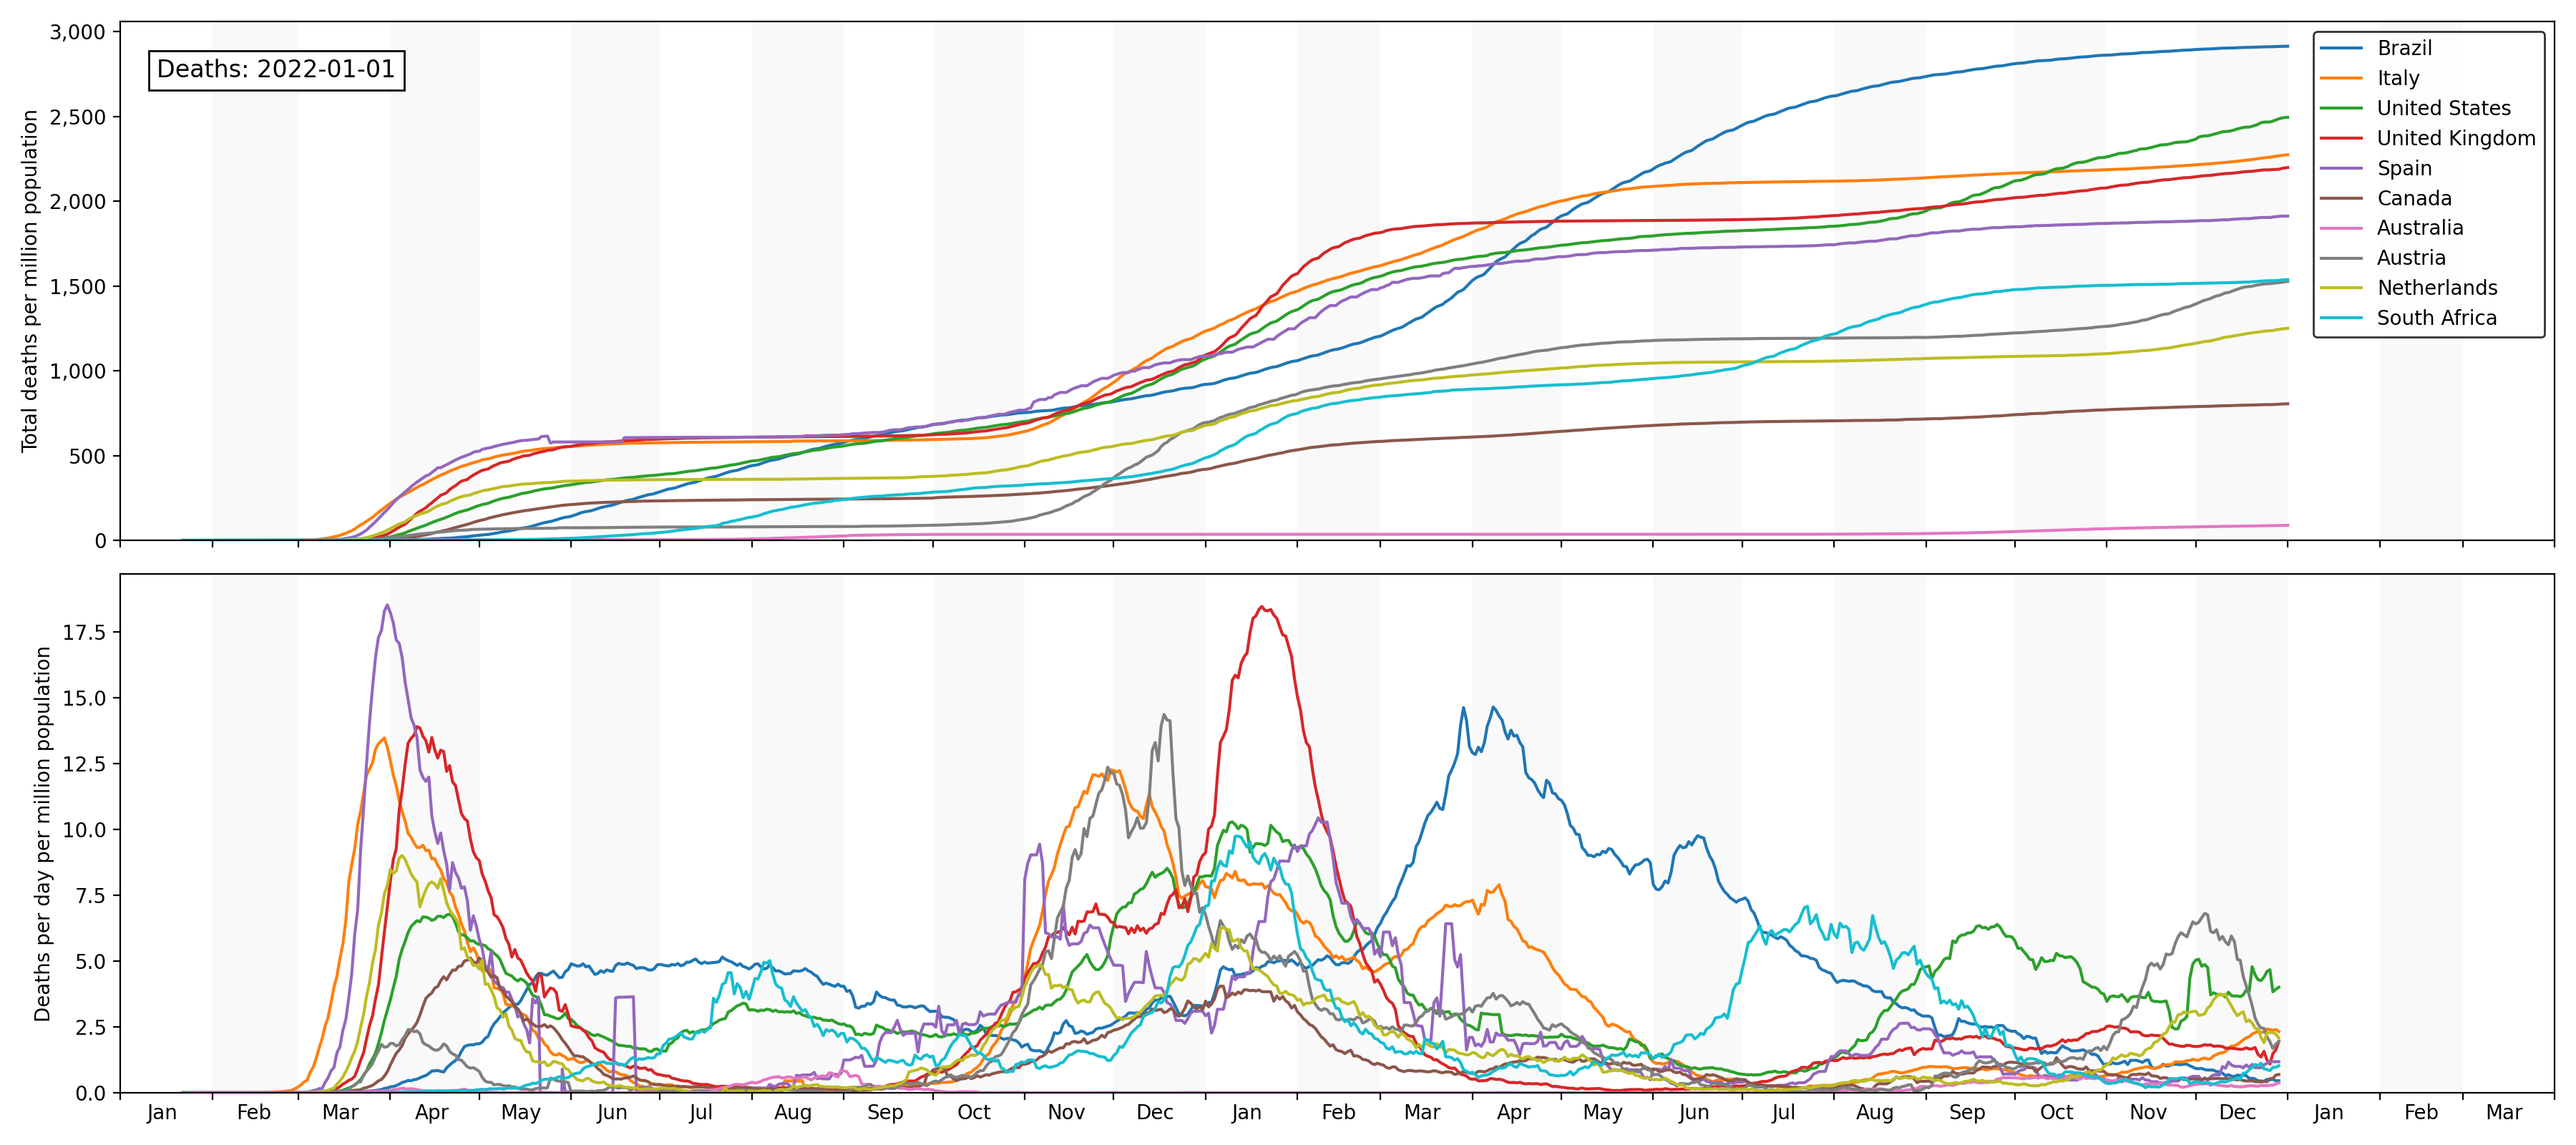 3,000
2,500
2,000
1,500
1,000
500
0
Total deaths per million population
Deaths: 2022-01-01
Brazil
Italy
United States
United Kingdom
Spain
Canada
Australia
Austria
Netherlands
South Africa
17.5
15.0
12.5
10.0
7.5
5.0
2.5
0.0
Deaths per day per million population
Jan Feb Mar Apr May Jun Jul Aug Sep Oct Nov Dec Jan Feb Mar Apr May Jun Jul Aug Sep Oct Nov Dec Jan Feb Mar